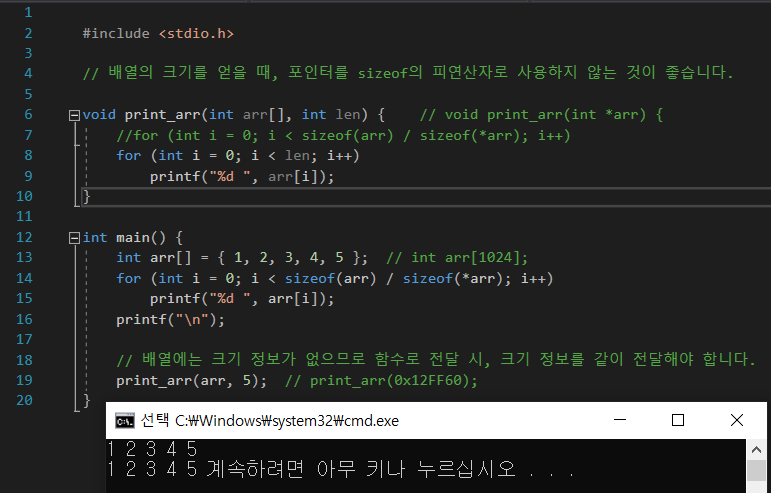 1
2 #include <stdio.h>
3
4 // 배열의 크기를 얻을 때, 포인터를 sizeof의 피연산자로 사용하지 않는 것이 좋습니다.
5
6 void print_arr(int arr[], int len) {    // void print_arr(int *arr) {
7     //for (int i = 0; i < sizeof(arr) / sizeof(*arr); i++)
8     for (int i = 0; i < len; i++)
9         printf("%d ", arr[i]);
10 }
11
12 int main() {
13     int arr[] = { 1, 2, 3, 4, 5 };  // int arr[1024];
14     for (int i = 0; i < sizeof(arr) / sizeof(*arr); i++)
15         printf("%d ", arr[i]);
16     printf("\n");
17
18     // 배열에는 크기 정보가 없으므로 함수로 전달 시, 크기 정보를 같이 전달해야 합니다.
19     print_arr(arr, 5);  // print_arr(0x12FF60);
20 }
C:\. 선택 C:₩Windows₩system32₩cmd.exe
1 2 3 4 5
1 2 3 4 5 계속하려면 아무 키나 누르십시오 . . .